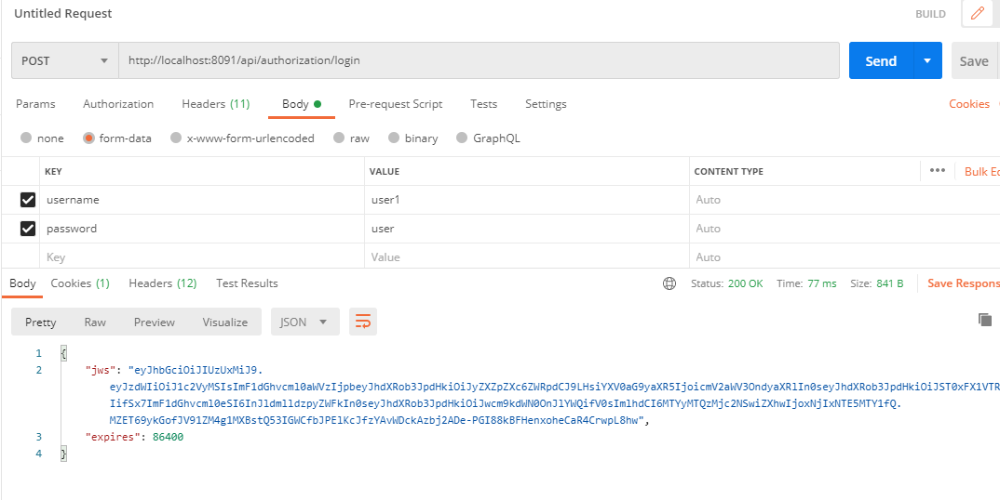 Untitled Request
BUILD
POST
http://localhost:8091/api/authorization/login
Send
Save
Params Authorization Headers (11) Body Pre-request Script Tests Settings Cookies
none form-data x-www-form-urlencoded raw binary GraphQL
KEY VALUE CONTENT TYPE ••• Bulk Ed
username user1 Auto
password user Auto
Key Value Auto
Body Cookies (1) Headers (12) Test Results Status: 200 OK Time: 77 ms Size: 841 B Save Respons
Pretty Raw Preview Visualize JSON
1 {
2 "jws": "eyJhbGciOiJIUzUxMiJ9.
eyJzdWIiOiJ1c2VyMSIsImF1dGhvcml0aWVzIjpbeyJhdXRob3JpdHkiOiJyZXZpZXc6ZWRpdCJ9LHsiYXV0aG9yaXR5IjoicmV2aWV3OndyaXRlIn0seyJhdXRob3JpdHkiOiJST0xFX1VTR
IifSx7ImF1dGhvcml0eSI6InJldmlldzpyZWFkIn0seyJhdXRob3JpdHkiOiJwcm9kdWN0OnJlYWQifV0sImlhdCI6MTYyMTQzMjc2NSwiZXhwIjoxNjIxNTE5MTY1fQ.
MZET69ykGofJV91ZM4g1MXBstQ53IGWCfbJPElKcJfzYAvWDckAzbj2ADe-PGI88kBFHenxoheCaR4CrwpL8hw",
3 "expires": 86400
4 }